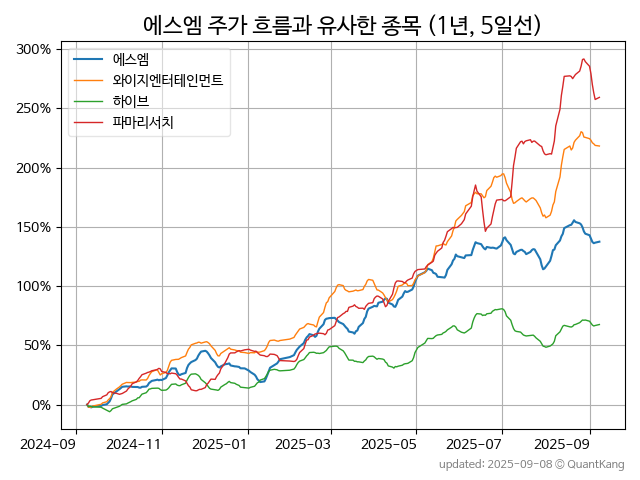 에스엠 주가 흐름과 유사한 종목 (1년, 5일선)
에스엠
와이지엔터테인먼트
하이브
파마리서치
300%
250%
200%
150%
100%
50%
0%
2024-09 2024-11 2025-01 2025-03 2025-05 2025-07 2025-09
updated: 2025-09-08 © QuantKang